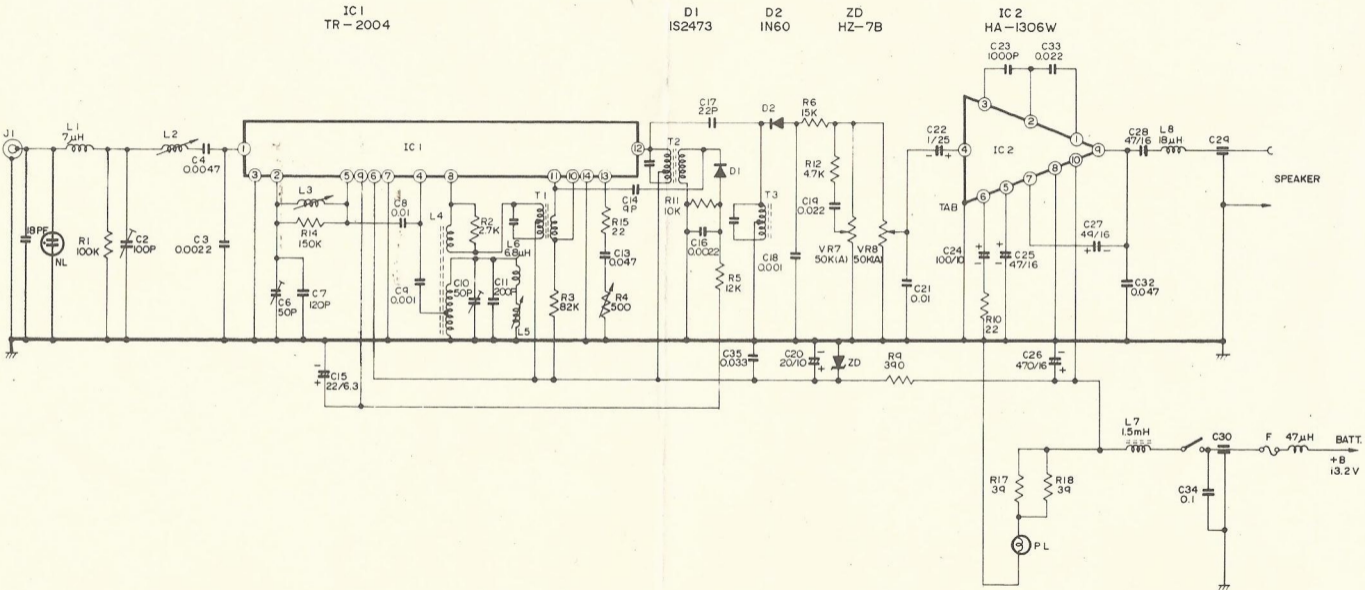 IC1
TR-2004
D1
IS2473
D2
IN60
ZD
HZ-7B
IC2
HA-1306W
J1
18PF
NL
L1
7μH
R1
100K
C2
100P
L2
C4
0.0047
C3
0.0022
1
IC1
12
3
2
5
9
6
7
4
8
11
10
14
13
L3
R14
150K
C6
50P
C7
120P
C8
0.01
C9
0.001
L4
R2
2.7K
L6
6.8μH
C10
50P
C11
200P
L5
T1
R3
82K
R15
22
C13
0.047
R4
500
C14
9P
C17
22P
T2
D1
R11
10K
C16
0.0022
R5
12K
D2
T3
C18
0.001
R6
15K
R12
4.7K
C19
0.022
VR7
50K(A)
VR8
50K(A)
C21
0.01
C22
1/25
- +
C23
1000P
C33
0.022
3
2
1
4
IC2
9
10
8
7
5
6
TAB
C24
100/10
+
-
C25
47/16
+
-
R10
22
C27
49/16
+ -
C32
0.047
C28
47/16
L8
18μH
C29
SPEAKER
C15
22/6.3
-
+
C35
0.033
C20
20/10
-
+
ZD
R9
390
C26
470/16
-
+
R17
39
R18
39
PL
L7
1.5mH
C30
C34
0.1
F
47μH
BATT.
+B
13.2V